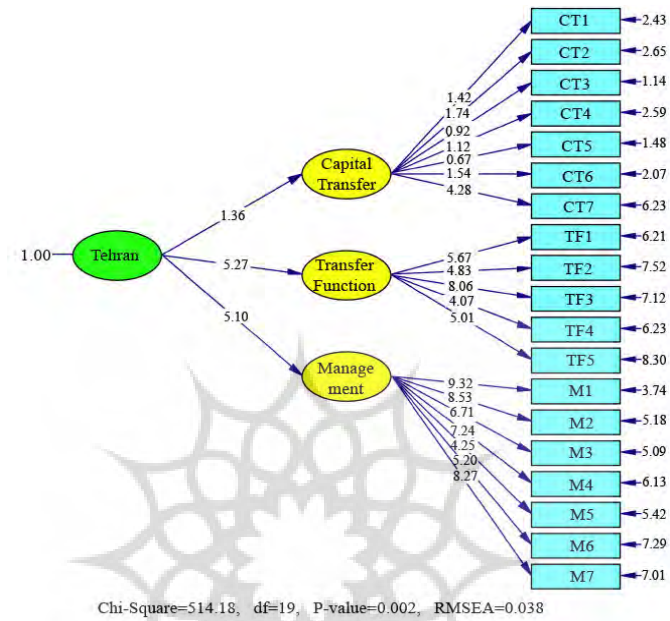 CT1
2.43
CT2
2.65
CT3
1.14
CT4
2.59
CT5
1.48
CT6
2.07
CT7
6.23
1.42
1.74
0.92
1.12
0.67
1.54
4.28
Capital
Transfer
1.36
1.00
Tehran
5.27
5.10
Transfer
Function
5.67
4.83
8.06
4.07
5.01
TF1
6.21
TF2
7.52
TF3
7.12
TF4
6.23
TF5
8.30
Manage
ment
9.32
8.53
6.71
7.24
4.25
5.20
8.27
M1
3.74
M2
5.18
M3
5.09
M4
6.13
M5
5.42
M6
7.29
M7
7.01
Chi-Square=514.18, df=19, P-value=0.002, RMSEA=0.038